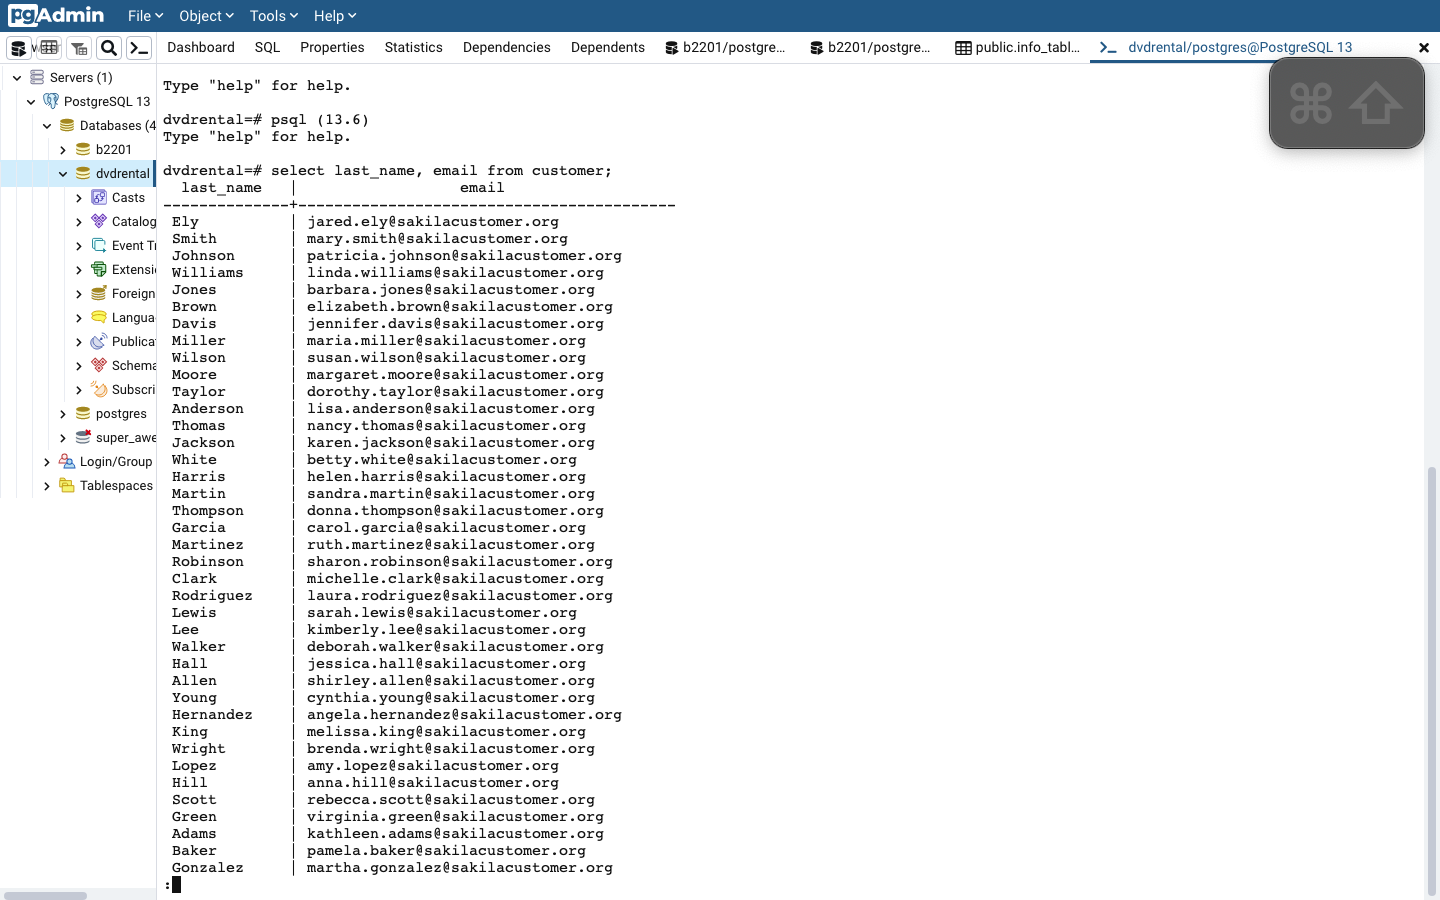 pgAdmin File Object Tools Help
Dashboard SQL Properties Statistics Dependencies Dependents b2201/postgre... b2201/postgre... public.info_tabl... dvdrental/postgres@PostgreSQL 13
Servers (1)
PostgreSQL 13
Databases (4
b2201
dvdrental
Casts
Catalog
Event Tr
Extensi
Foreign
Langua
Publica
Schema
Subscri
postgres
super_awe
Login/Group
Tablespaces
Type "help" for help.
dvdrental=# psql (13.6)
Type "help" for help.
dvdrental=# select last_name, email from customer;
last_name | email
--------------+------------------------------------------
Ely | jared.ely@sakilacustomer.org
Smith | mary.smith@sakilacustomer.org
Johnson | patricia.johnson@sakilacustomer.org
Williams | linda.williams@sakilacustomer.org
Jones | barbara.jones@sakilacustomer.org
Brown | elizabeth.brown@sakilacustomer.org
Davis | jennifer.davis@sakilacustomer.org
Miller | maria.miller@sakilacustomer.org
Wilson | susan.wilson@sakilacustomer.org
Moore | margaret.moore@sakilacustomer.org
Taylor | dorothy.taylor@sakilacustomer.org
Anderson | lisa.anderson@sakilacustomer.org
Thomas | nancy.thomas@sakilacustomer.org
Jackson | karen.jackson@sakilacustomer.org
White | betty.white@sakilacustomer.org
Harris | helen.harris@sakilacustomer.org
Martin | sandra.martin@sakilacustomer.org
Thompson | donna.thompson@sakilacustomer.org
Garcia | carol.garcia@sakilacustomer.org
Martinez | ruth.martinez@sakilacustomer.org
Robinson | sharon.robinson@sakilacustomer.org
Clark | michelle.clark@sakilacustomer.org
Rodriguez | laura.rodriguez@sakilacustomer.org
Lewis | sarah.lewis@sakilacustomer.org
Lee | kimberly.lee@sakilacustomer.org
Walker | deborah.walker@sakilacustomer.org
Hall | jessica.hall@sakilacustomer.org
Allen | shirley.allen@sakilacustomer.org
Young | cynthia.young@sakilacustomer.org
Hernandez | angela.hernandez@sakilacustomer.org
King | melissa.king@sakilacustomer.org
Wright | brenda.wright@sakilacustomer.org
Lopez | amy.lopez@sakilacustomer.org
Hill | anna.hill@sakilacustomer.org
Scott | rebecca.scott@sakilacustomer.org
Green | virginia.green@sakilacustomer.org
Adams | kathleen.adams@sakilacustomer.org
Baker | pamela.baker@sakilacustomer.org
Gonzalez | martha.gonzalez@sakilacustomer.org
: